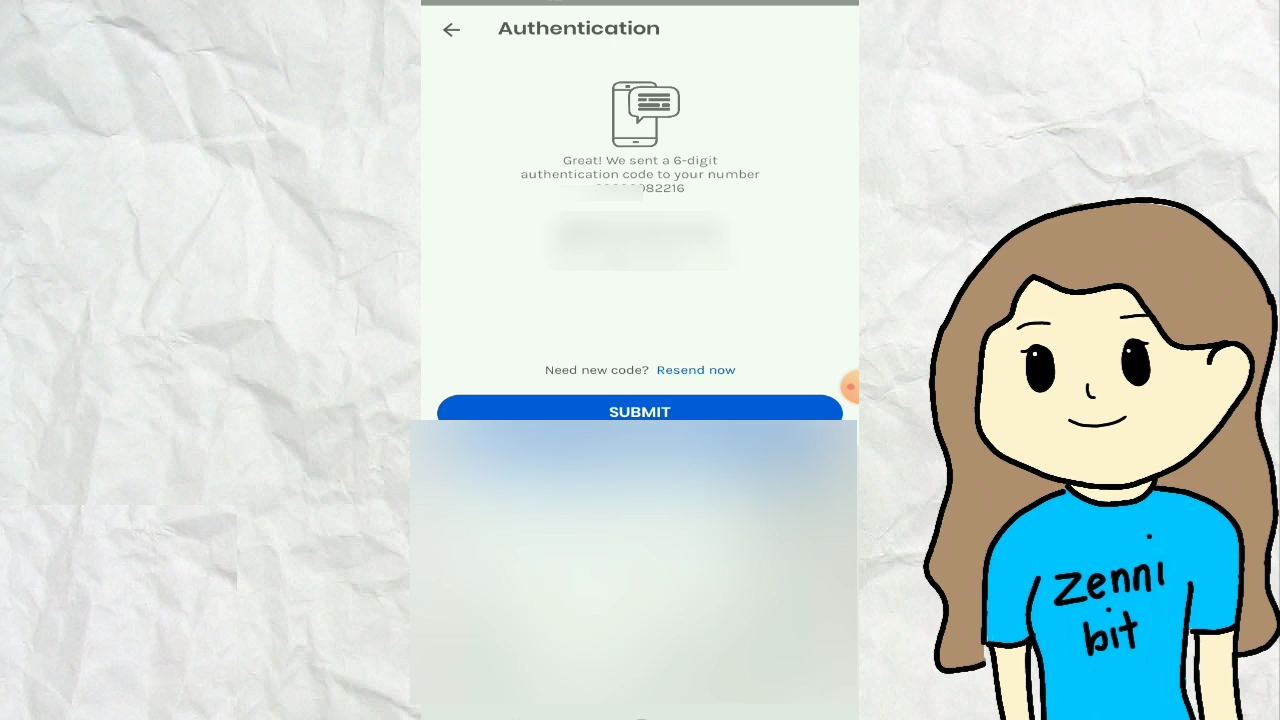 Authentication
Great! We sent a 6-digit
authentication code to your number
82216
Need new code? Resend now
SUBMIT
Zenni
bit